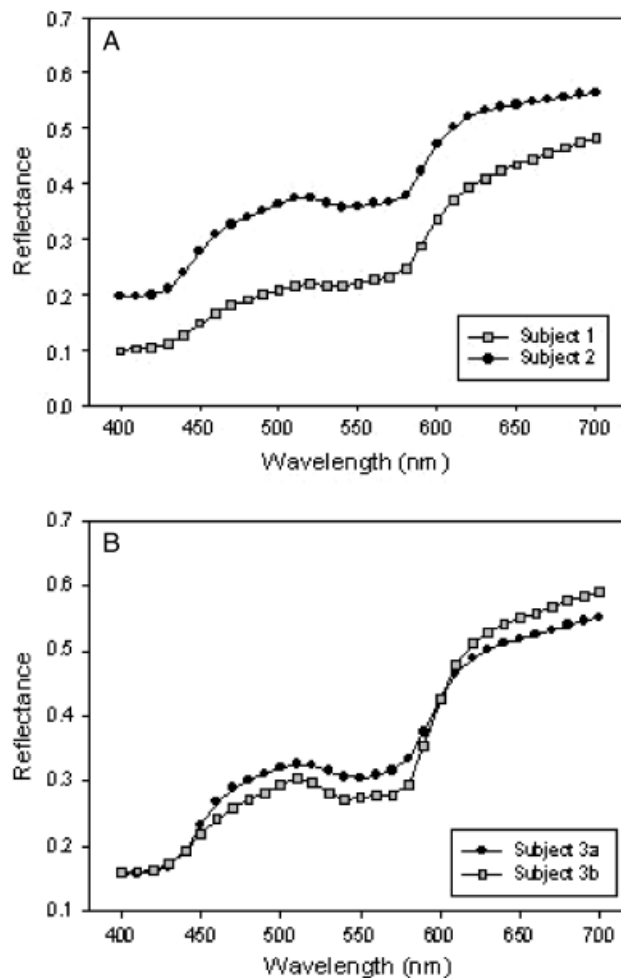 A
0.7
0.6
0.5
0.4
0.3
0.2
0.1
0.0
Reflectance
400 450 500 550 600 650 700
Wavelength (nm)
Subject 1
Subject 2
B
0.7
0.6
0.5
0.4
0.3
0.2
0.1
Reflectance
400 450 500 550 600 650 700
Wavelength (nm)
Subject 3a
Subject 3b